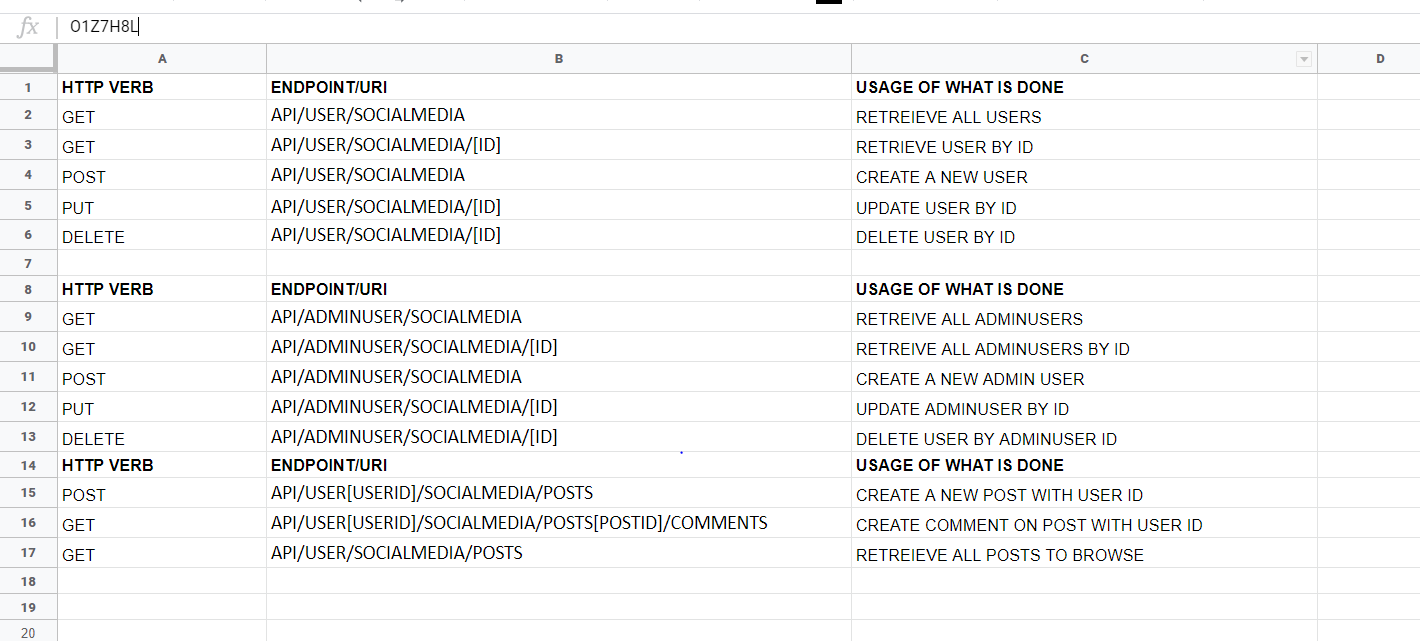 fx O1Z7H8L
A B C D
1 HTTP VERB ENDPOINT/URI USAGE OF WHAT IS DONE
2 GET API/USER/SOCIALMEDIA RETREIEVE ALL USERS
3 GET API/USER/SOCIALMEDIA/[ID] RETRIEVE USER BY ID
4 POST API/USER/SOCIALMEDIA CREATE A NEW USER
5 PUT API/USER/SOCIALMEDIA/[ID] UPDATE USER BY ID
6 DELETE API/USER/SOCIALMEDIA/[ID] DELETE USER BY ID
7
8 HTTP VERB ENDPOINT/URI USAGE OF WHAT IS DONE
9 GET API/ADMINUSER/SOCIALMEDIA RETREIVE ALL ADMINUSERS
10 GET API/ADMINUSER/SOCIALMEDIA/[ID] RETREIVE ALL ADMINUSERS BY ID
11 POST API/ADMINUSER/SOCIALMEDIA CREATE A NEW ADMIN USER
12 PUT API/ADMINUSER/SOCIALMEDIA/[ID] UPDATE ADMINUSER BY ID
13 DELETE API/ADMINUSER/SOCIALMEDIA/[ID] DELETE USER BY ADMINUSER ID
14 HTTP VERB ENDPOINT/URI USAGE OF WHAT IS DONE
15 POST API/USER[USERID]/SOCIALMEDIA/POSTS CREATE A NEW POST WITH USER ID
16 GET API/USER[USERID]/SOCIALMEDIA/POSTS[POSTID]/COMMENTS CREATE COMMENT ON POST WITH USER ID
17 GET API/USER/SOCIALMEDIA/POSTS RETREIEVE ALL POSTS TO BROWSE
18
19
20